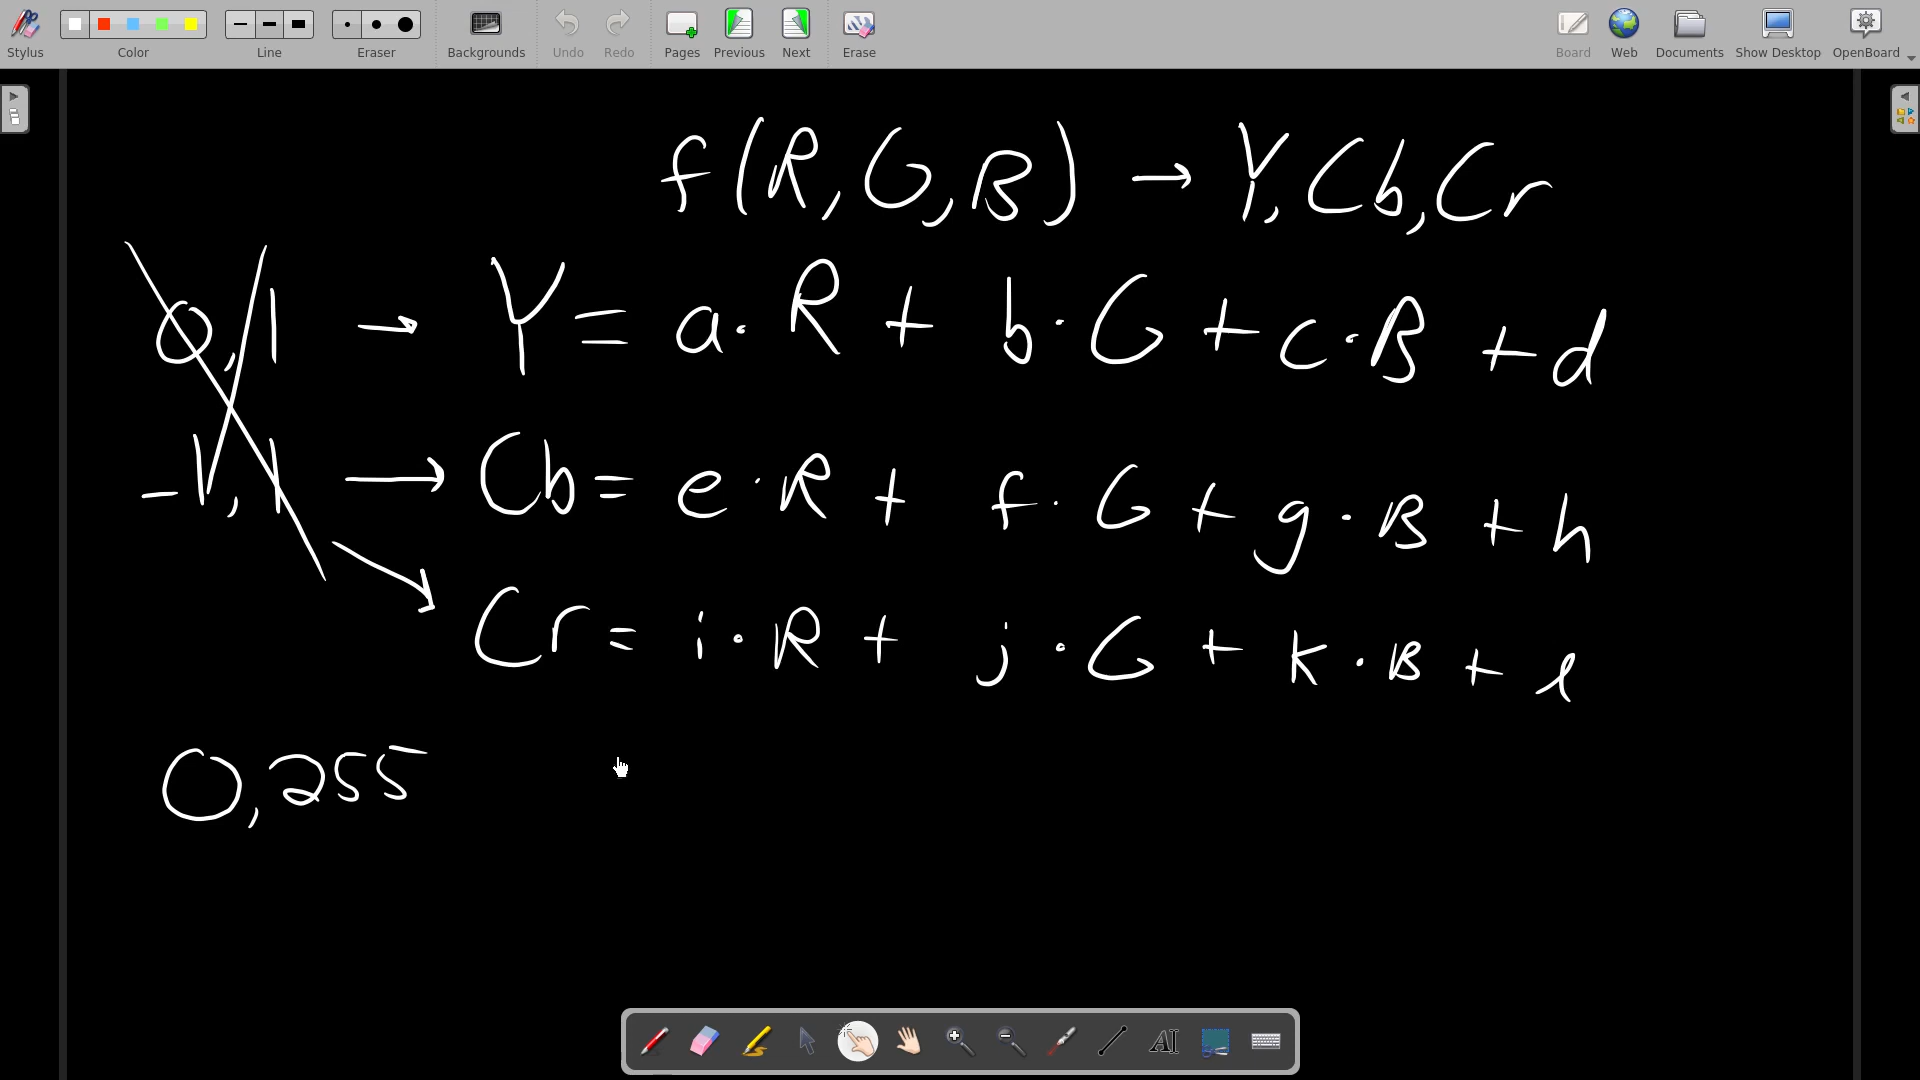 Stylus Color Line Eraser Backgrounds Undo Redo Pages Previous Next Erase Board Web Documents Show Desktop OpenBoard
f(R,G,B) → Y,Cb,Cr
0,1 → Y= a· R + b·G + c·B + d
-1,1 → Cb= e·R + f·G + g·B + h
Cr= i·R + j·G + k·B + l
0,255
AI